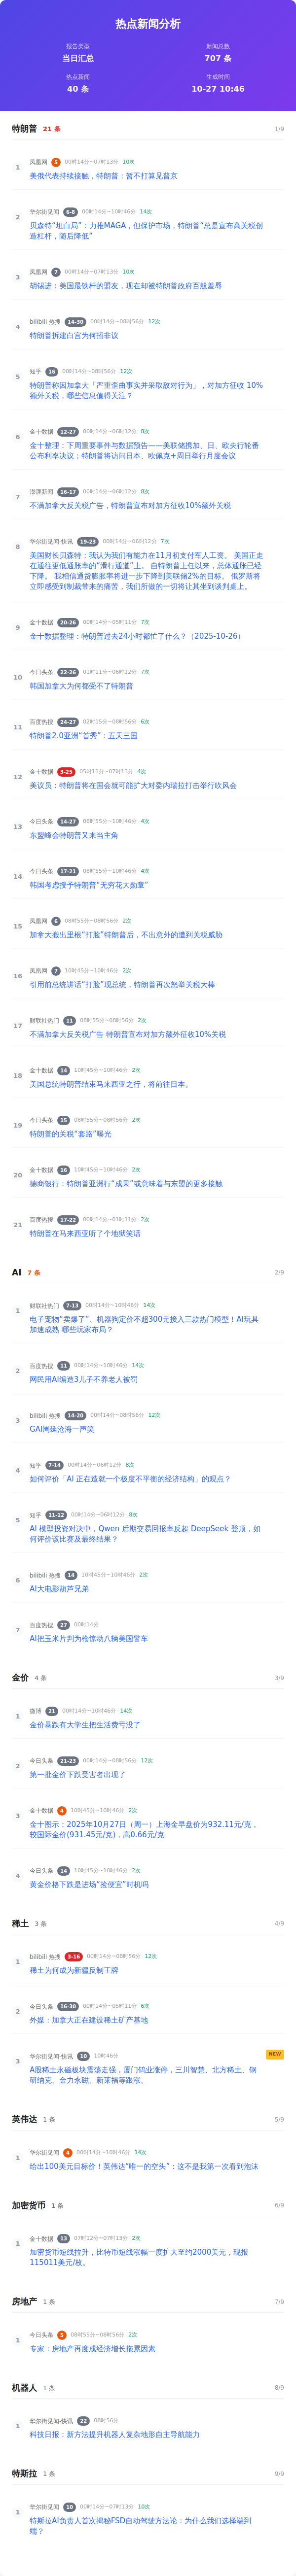 热点新闻分析
报告类型
新闻总数
当日汇总
707 条
热点新闻
生成时间
40 条
10-27 10:46
特朗普 21 条 1/9
1
凤凰网 5 00时14分~07时13分 10次
美俄代表持续接触，特朗普：暂不打算见普京
2
华尔街见闻 6-8 00时14分~10时46分 14次
贝森特“坦白局”：力推MAGA，但保护市场，特朗普“总是宣布高关税创
造杠杆，随后降低”
3
凤凰网 7 00时14分~07时13分 10次
胡锡进：美国最铁杆的盟友，现在却被特朗普政府百般羞辱
4
bilibili 热搜 14-30 00时14分~08时56分 12次
特朗普拆建白宫为何招非议
5
知乎 16 00时14分~08时56分 12次
特朗普称因加拿大「严重歪曲事实并采取敌对行为」，对加方征收 10%
额外关税，哪些信息值得关注？
6
金十数据 12-27 00时14分~06时12分 8次
金十整理：下周重要事件与数据预告——美联储携加、日、欧央行轮番
公布利率决议；特朗普将访问日本、欧佩克+周日举行月度会议
7
澎湃新闻 16-17 00时14分~06时12分 8次
不满加拿大反关税广告，特朗普宣布对加方征收10%额外关税
8
华尔街见闻-快讯 19-23 00时14分~06时12分 7次
美国财长贝森特：我认为我们有能力在11月初支付军人工资。 美国正走
在通往更低通胀率的“滑行通道”上。 自特朗普上任以来，总体通胀已经
下降。 我相信通货膨胀率将进一步下降到美联储2%的目标。 俄罗斯将
立即感受到制裁带来的痛苦，我们所做的一切将让其坐到谈判桌上。
9
金十数据 20-26 00时14分~05时11分 7次
金十数据整理：特朗普过去24小时都忙了什么？（2025-10-26）
10
今日头条 22-26 01时11分~06时12分 7次
韩国加拿大为何都受不了特朗普
11
百度热搜 24-27 02时15分~08时56分 6次
特朗普2.0亚洲“首秀”：五天三国
12
金十数据 3-25 05时11分~07时13分 4次
美议员：特朗普将在国会就可能扩大对委内瑞拉打击举行吹风会
13
今日头条 14-27 08时55分~10时46分 4次
东盟峰会特朗普又来当主角
14
今日头条 17-21 08时55分~10时46分 4次
韩国考虑授予特朗普“无穷花大勋章”
15
凤凰网 6 08时55分~08时56分 2次
加拿大搬出里根“打脸”特朗普后，不出意外的遭到关税威胁
16
凤凰网 7 10时45分~10时46分 2次
引用前总统讲话“打脸”现总统，特朗普再次怒举关税大棒
17
财联社热门 11 08时55分~08时56分 2次
不满加拿大反关税广告 特朗普宣布对加方额外征收10%关税
18
金十数据 14 10时45分~10时46分 2次
美国总统特朗普结束马来西亚之行，将前往日本。
19
今日头条 15 08时55分~08时56分 2次
特朗普的关税“套路”曝光
20
金十数据 16 10时45分~10时46分 2次
德商银行：特朗普亚洲行“成果”或意味着与东盟的更多接触
21
百度热搜 17-22 00时14分~01时11分 2次
特朗普在马来西亚听了个地狱笑话
AI 7 条 2/9
1
财联社热门 7-13 00时14分~10时46分 14次
电子宠物“卖爆了”、机器狗定价不超300元接入三款热门模型！AI玩具
加速成熟 哪些玩家布局？
2
百度热搜 11 00时14分~10时46分 14次
网民用AI编造3儿子不养老人被罚
3
bilibili 热搜 14-20 00时14分~08时56分 12次
GAI周延沧海一声笑
4
知乎 7-14 00时14分~06时12分 8次
如何评价「AI 正在造就一个极度不平衡的经济结构」的观点？
5
知乎 11-12 00时14分~06时12分 8次
AI 模型投资对决中，Qwen 后期交易回报率反超 DeepSeek 登顶，如
何评价该比赛及最终结果？
6
bilibili 热搜 14 10时45分~10时46分 2次
AI大电影葫芦兄弟
7
百度热搜 27 00时14分
AI把玉米片判为枪惊动八辆美国警车
金价 4 条 3/9
1
微博 21 00时14分~10时46分 14次
金价暴跌有大学生把生活费亏没了
2
今日头条 21-23 00时14分~08时56分 12次
第一批金价下跌受害者出现了
3
金十数据 4 10时45分~10时46分 2次
金十图示：2025年10月27日（周一）上海金早盘价为932.11元/克，
较国际金价(931.45元/克)，高0.66元/克
4
今日头条 14 10时45分~10时46分 2次
黄金价格下跌是进场“捡便宜”时机吗
稀土 3 条 4/9
1
bilibili 热搜 3-16 00时14分~08时56分 12次
稀土为何成为新疆反制王牌
2
今日头条 16-30 00时14分~05时11分 6次
外媒：加拿大正在建设稀土矿产基地
3
华尔街见闻-快讯 10 10时46分
NEW
A股稀土永磁板块震荡走强，厦门钨业涨停，三川智慧、北方稀土、钢
研纳克、金力永磁、新莱福等跟涨。
英伟达 1 条 5/9
1
华尔街见闻 4 00时14分~10时46分 14次
给出100美元目标价！英伟达“唯一的空头”：这不是我第一次看到泡沫
加密货币 1 条 6/9
1
金十数据 13 07时12分~07时13分 2次
加密货币短线拉升，比特币短线涨幅一度扩大至约2000美元，现报
115011美元/枚。
房地产 1 条 7/9
1
今日头条 5 08时55分~08时56分 2次
专家：房地产再度成经济增长拖累因素
机器人 1 条 8/9
1
华尔街见闻-快讯 22 08时56分
科技日报：新方法提升机器人复杂地形自主导航能力
特斯拉 1 条 9/9
1
华尔街见闻 10 00时14分~07时13分 10次
特斯拉AI负责人首次揭秘FSD自动驾驶方法论：为什么我们选择端到
端？